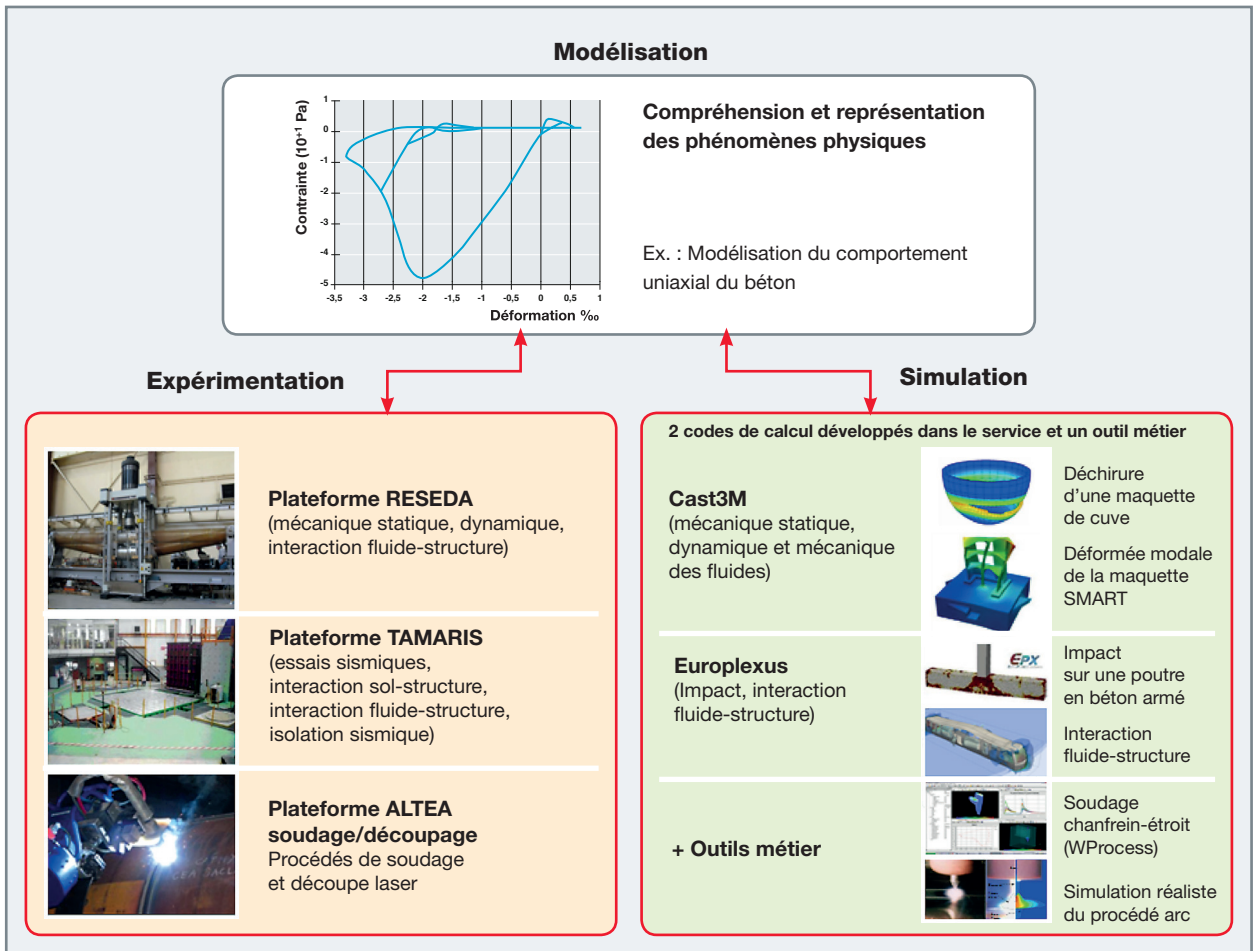 Modélisation
Contrainte (10⁺¹ Pa)
1
0
-1
-2
-3
-4
-5
-3,5 -3 -2,5 -2 -1,5 -1 -0,5 0 0,5 1
Déformation ‰
Compréhension et représentation
des phénomènes physiques
Ex. : Modélisation du comportement
uniaxial du béton
Expérimentation
Plateforme RESEDA
(mécanique statique, dynamique,
interaction fluide-structure)
Plateforme TAMARIS
(essais sismiques,
interaction sol-structure,
interaction fluide-structure,
isolation sismique)
Plateforme ALTEA
soudage/découpage
Procédés de soudage
et découpe laser
Simulation
2 codes de calcul développés dans le service et un outil métier
Cast3M
(mécanique statique,
dynamique et mécanique
des fluides)
Déchirure
d'une maquette
de cuve
Déformée modale
de la maquette
SMART
Europlexus
(Impact, interaction
fluide-structure)
EPX
Impact
sur une poutre
en béton armé
Interaction
fluide-structure
+ Outils métier
Soudage
chanfrein-étroit
(WProcess)
Simulation réaliste
du procédé arc